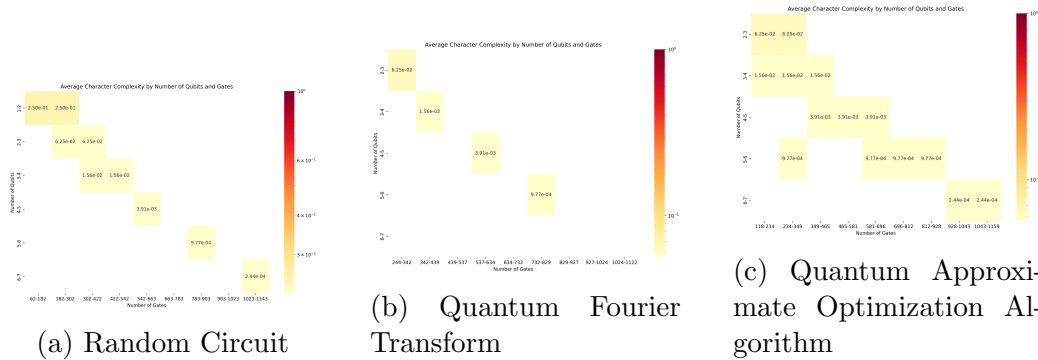 Average Character Complexity by Number of Qubits and Gates
Number of Qubits
1-2
2-3
3-4
4-5
5-6
6-7
2.50e-01 2.50e-01
6.25e-02 6.25e-02
1.56e-02 1.56e-02
3.91e-03
9.77e-04
2.44e-04
62-182 182-302 302-422 422-542 542-663 663-783 783-903 903-1023 1023-1143
Number of Gates
10⁰
6 × 10⁻¹
4 × 10⁻¹
3 × 10⁻¹
(a) Random Circuit
Average Character Complexity by Number of Qubits and Gates
Number of Qubits
2-3
3-4
4-5
5-6
6-7
6.25e-02
1.56e-02
3.91e-03
9.77e-04
244-342 342-439 439-537 537-634 634-732 732-829 829-927 927-1024 1024-1122
Number of Gates
10⁰
10⁻¹
(b) Quantum Fourier
Transform
Average Character Complexity by Number of Qubits and Gates
Number of Qubits
2-3
3-4
4-5
5-6
6-7
6.25e-02 6.25e-02
1.56e-02 1.56e-02 1.56e-02
3.91e-03 3.91e-03 3.91e-03
9.77e-04 9.77e-04 9.77e-04 9.77e-04
2.44e-04 2.44e-04
118-234 234-349 349-465 465-581 581-696 696-812 812-928 928-1043 1043-1159
Number of Gates
10⁰
10⁻
(c) Quantum Approxi-
mate Optimization Al-
gorithm